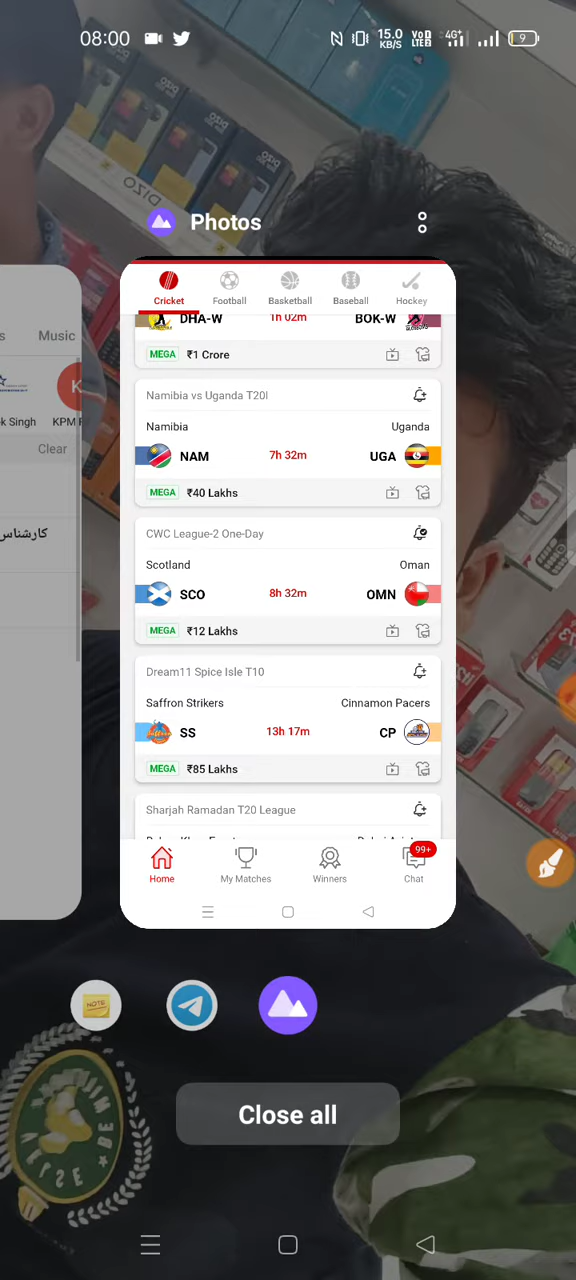 08:00
15.0 KB/S
Vo LTE 2
4G+
9
Photos
Cricket Football Basketball Baseball Hockey
DHA-W 1h 02m BOK-W
MEGA ₹1 Crore
Namibia vs Uganda T20I
Namibia Uganda
NAM 7h 32m UGA
MEGA ₹40 Lakhs
CWC League-2 One-Day
Scotland Oman
SCO 8h 32m OMN
MEGA ₹12 Lakhs
Dream11 Spice Isle T10
Saffron Strikers Cinnamon Pacers
SS 13h 17m CP
MEGA ₹85 Lakhs
Sharjah Ramadan T20 League
99+
Home My Matches Winners Chat
s Music
K
k Singh KPM
Clear
کارشناس
NOTE
Close all
DIZO